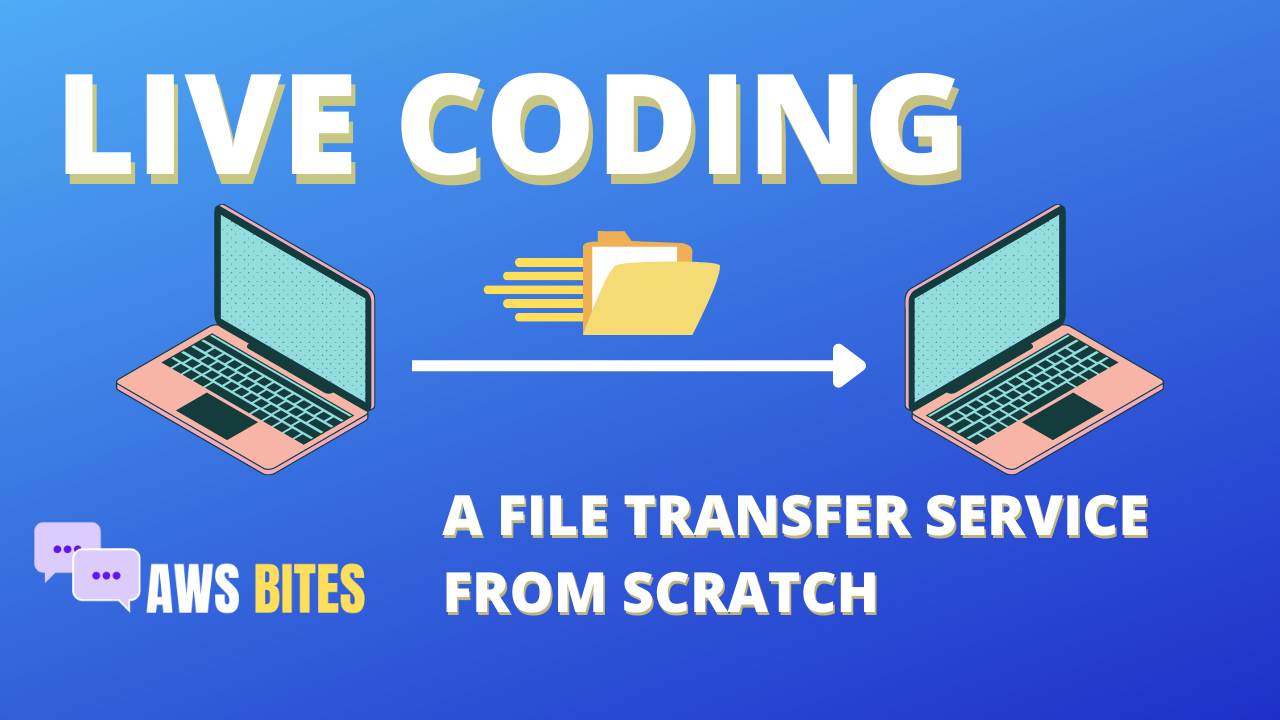 LIVE CODING
A FILE TRANSFER SERVICE
FROM SCRATCH
AWS BITES